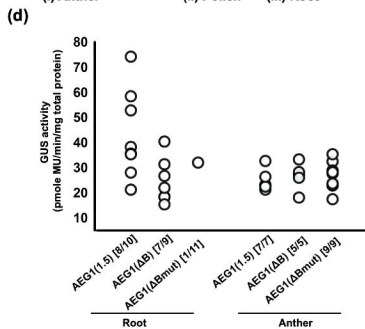 (d)
80
70
60
50
40
30
20
10
GUS activity
(pmole MU/min/mg total protein)
AEG1(1.5) [8/10]
AEG1(ΔB) [7/9]
AEG1(ΔBmut) [1/11]
AEG1(1.5) [7/7]
AEG1(ΔB) [5/5]
AEG1(ΔBmut) [9/9]
Root
Anther